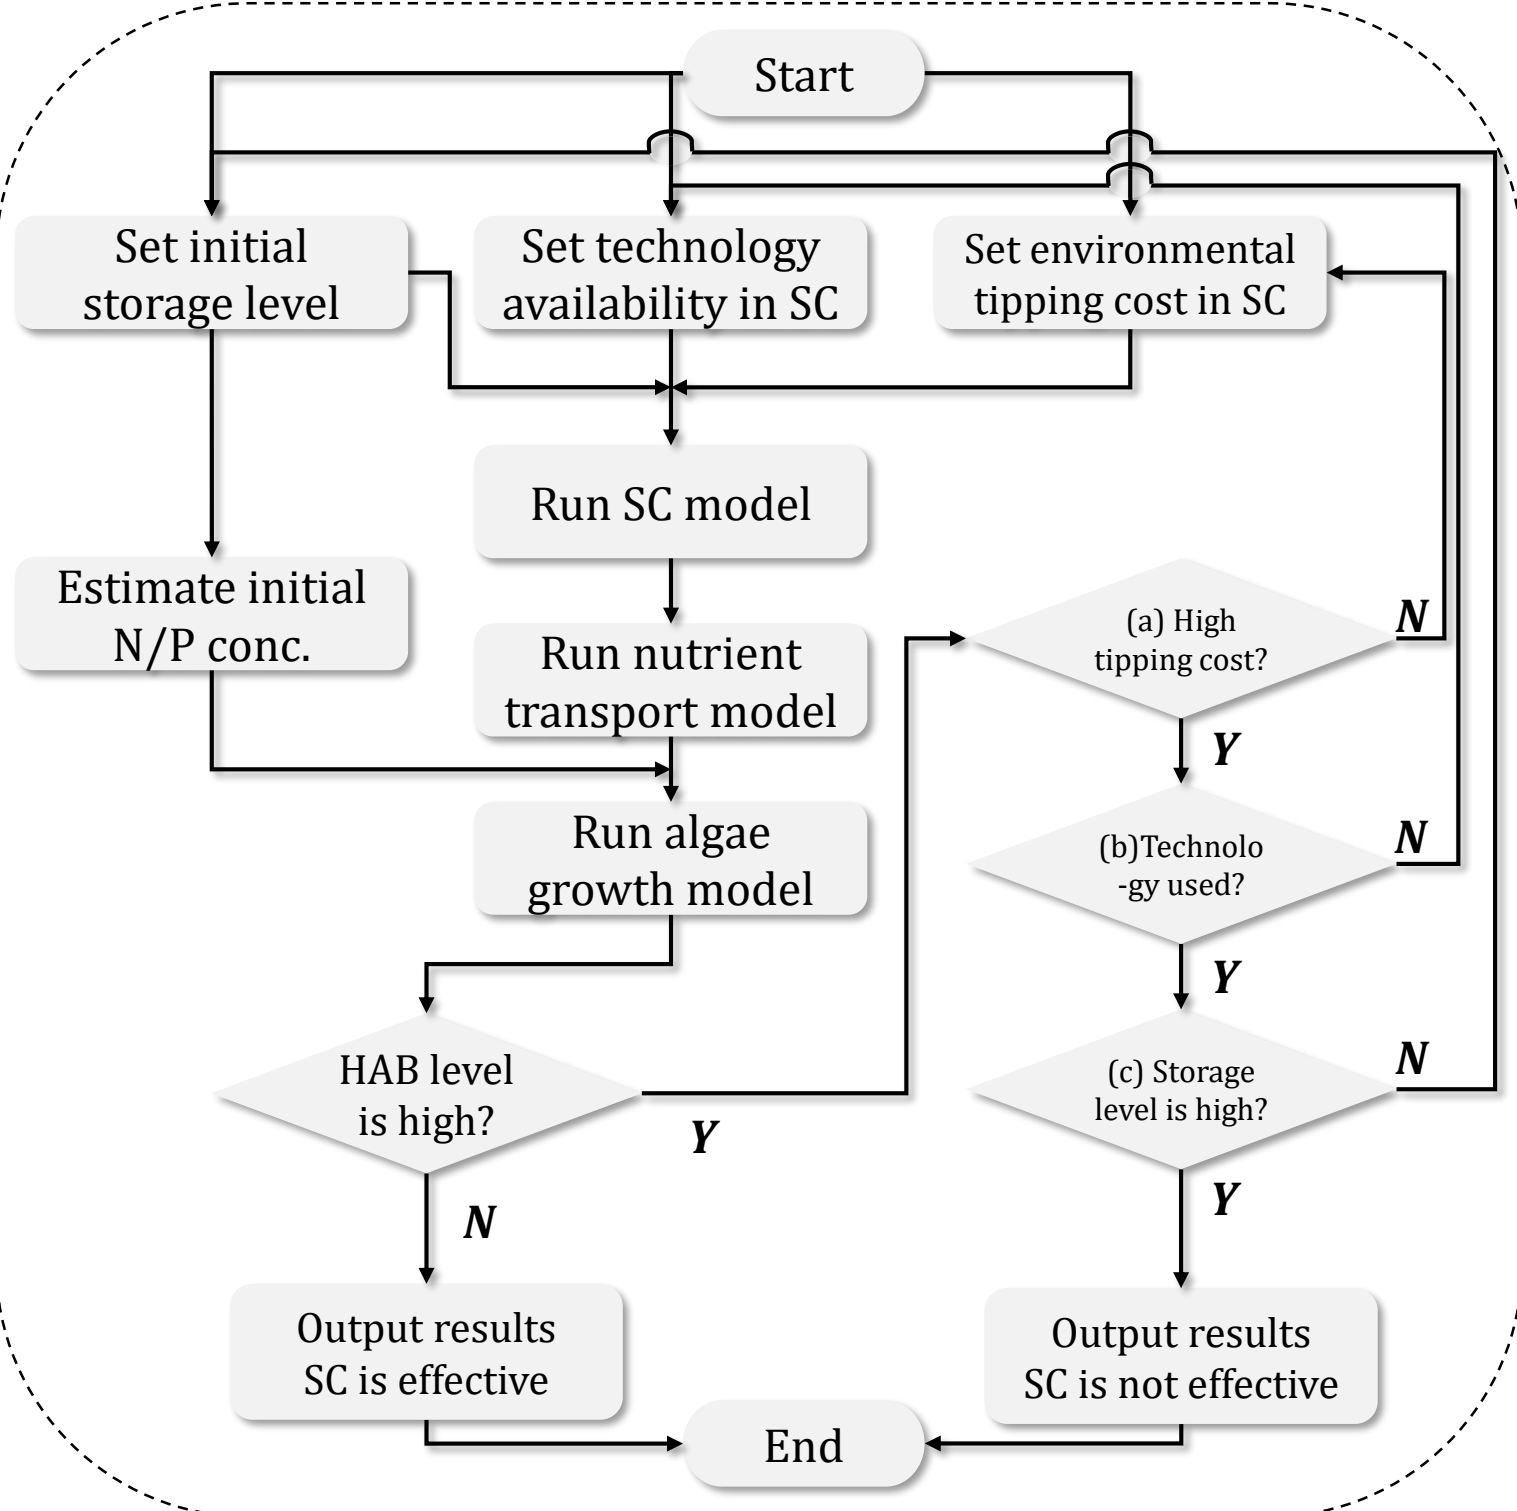 Start
Set initial
storage level
Set technology
availability in SC
Set environmental
tipping cost in SC
Run SC model
Estimate initial
N/P conc.
Run nutrient
transport model
(a) High
tipping cost?
N
Y
Run algae
growth model
(b)Technolo
-gy used?
N
Y
HAB level
is high?
Y
N
(c) Storage
level is high?
N
Y
Output results
SC is effective
Output results
SC is not effective
End